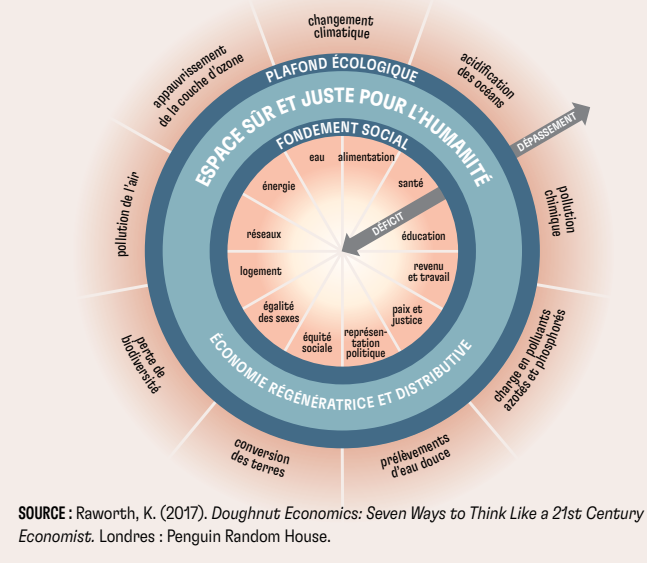 changement
climatique
acidification
des océans
pollution
chimique
charge en polluants
azotés et phosphorés
prélèvements
d'eau douce
conversion
des terres
perte de
biodiversité
pollution de l'air
appauvrissement
de la couche d'ozone
PLAFOND ÉCOLOGIQUE
ESPACE SÛR ET JUSTE POUR L'HUMANITÉ
FONDEMENT SOCIAL
DÉPASSEMENT
DÉFICIT
eau
alimentation
santé
éducation
revenu
et travail
paix et
justice
représen-
tation
politique
équité
sociale
égalité
des sexes
logement
réseaux
énergie
ÉCONOMIE RÉGÉNÉRATRICE ET DISTRIBUTIVE
SOURCE : Raworth, K. (2017). Doughnut Economics: Seven Ways to Think Like a 21st Century
Economist. Londres : Penguin Random House.